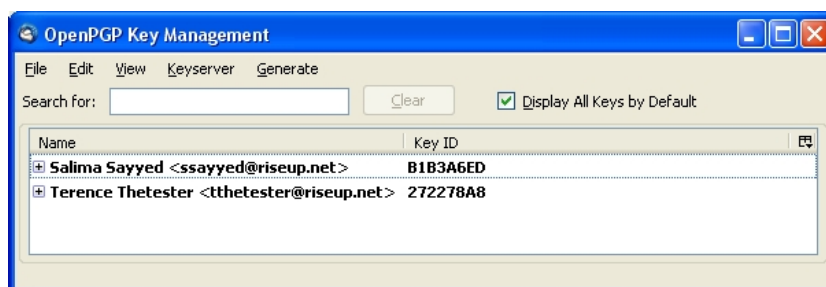 OpenPGP Key Management
File Edit View Keyserver Generate
Search for: Clear Display All Keys by Default
Name Key ID
Salima Sayyed <ssayyed@riseup.net> B1B3A6ED
Terence Thetester <tthetester@riseup.net> 272278A8